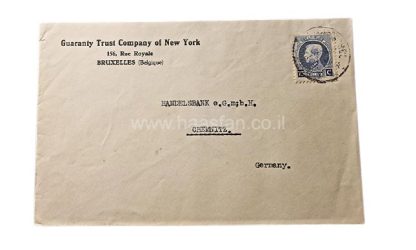 Guaranty Trust Company of New York
156, Rue Royale
BRUXELLES (Belgique)
HANDELSBANK e.G.m.b.H.
www.haasfan.co.il
CHEMNITZ.
Germany.